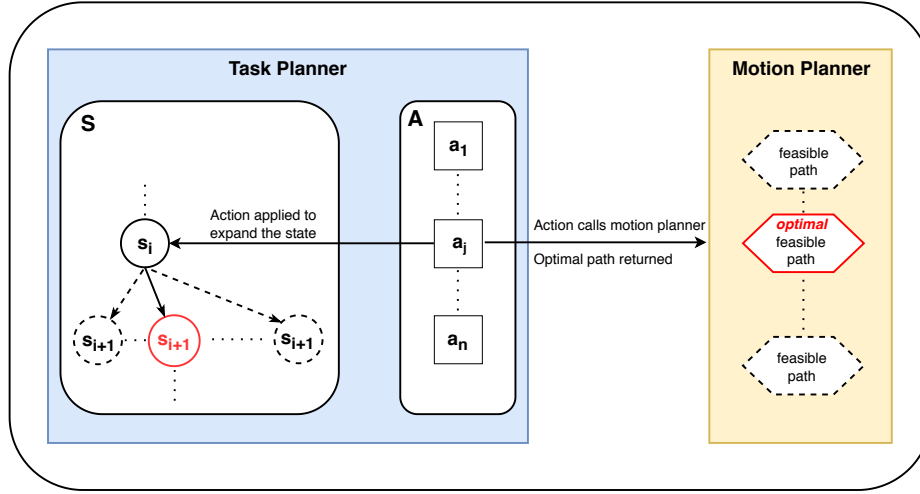 Task Planner
Motion Planner
S
A
a1
feasible
path
Action applied to
expand the state
si
aj
Action calls motion planner
Optimal path returned
optimal
feasible
path
si+1
si+1
si+1
an
feasible
path